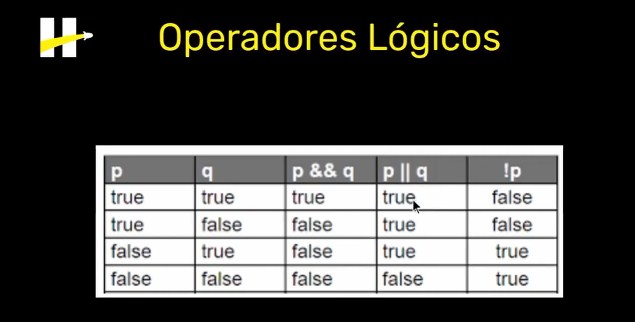 H
Operadores Lógicos
p q p && q p || q !p
true true true true false
true false false true false
false true false true true
false false false false true